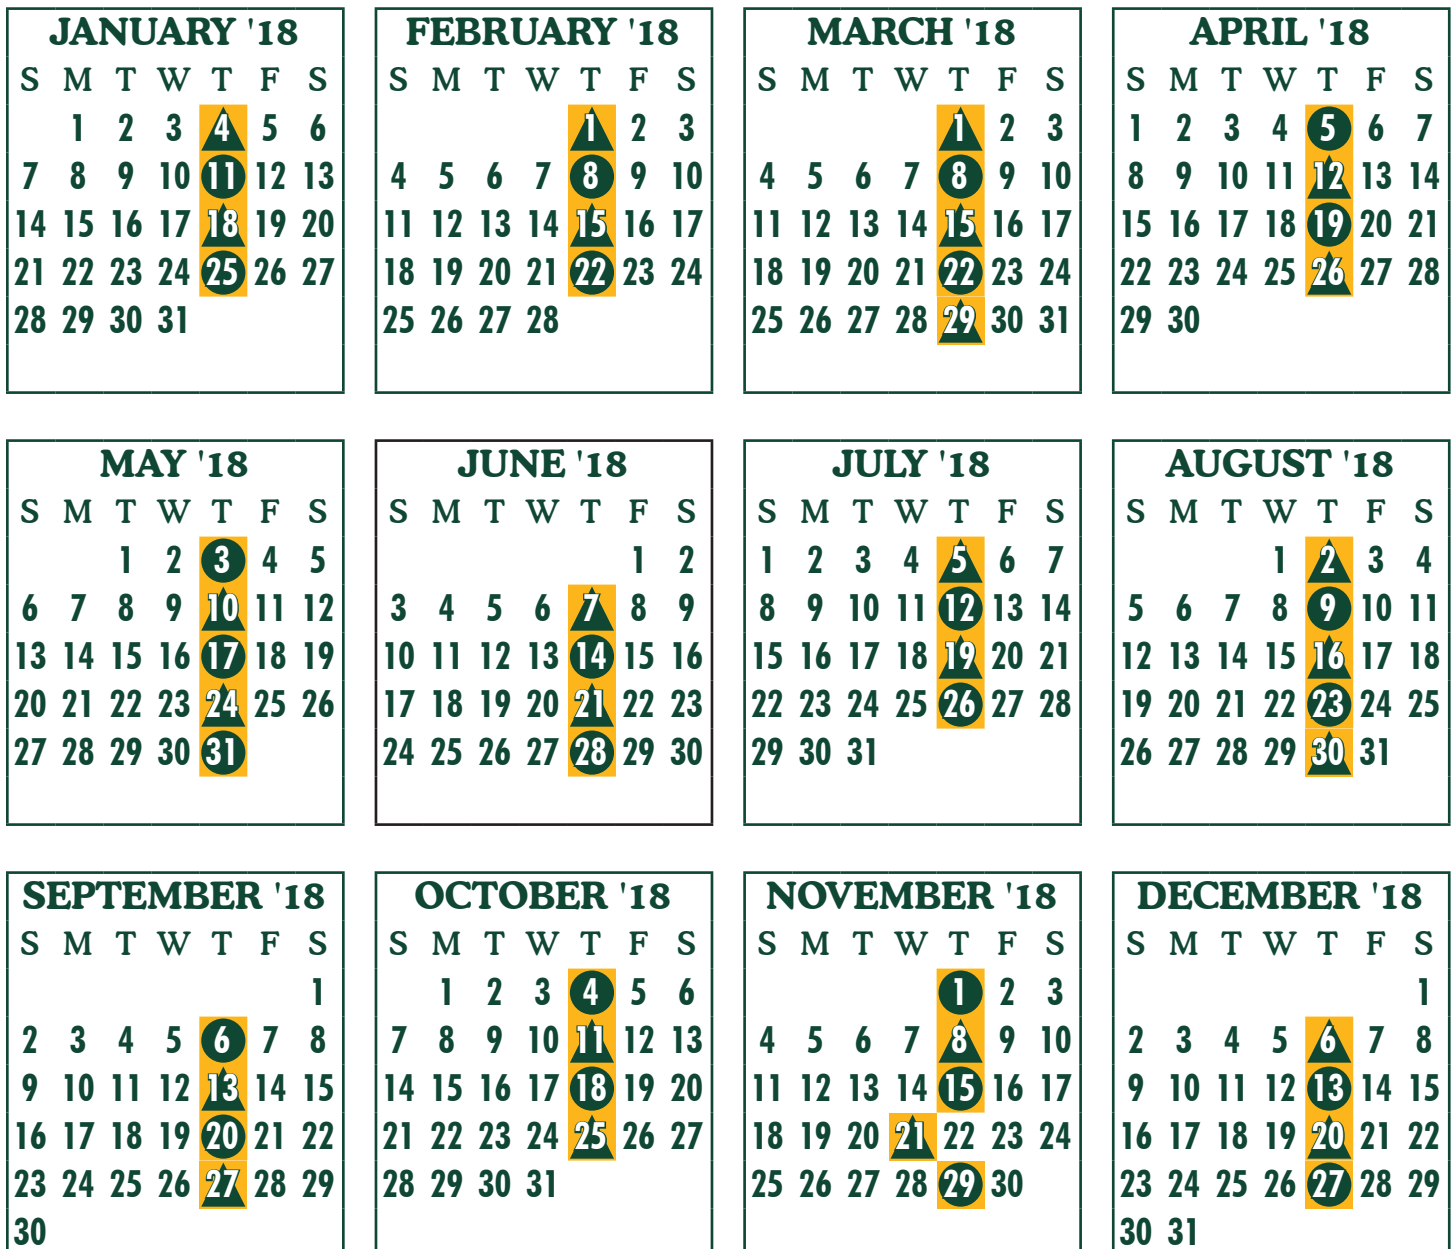 JANUARY '18
S M T W T F S
1 2 3 4 5 6
7 8 9 10 11 12 13
14 15 16 17 18 19 20
21 22 23 24 25 26 27
28 29 30 31
FEBRUARY '18
S M T W T F S
1 2 3
4 5 6 7 8 9 10
11 12 13 14 15 16 17
18 19 20 21 22 23 24
25 26 27 28
MARCH '18
S M T W T F S
1 2 3
4 5 6 7 8 9 10
11 12 13 14 15 16 17
18 19 20 21 22 23 24
25 26 27 28 29 30 31
APRIL '18
S M T W T F S
1 2 3 4 5 6 7
8 9 10 11 12 13 14
15 16 17 18 19 20 21
22 23 24 25 26 27 28
29 30
MAY '18
S M T W T F S
1 2 3 4 5
6 7 8 9 10 11 12
13 14 15 16 17 18 19
20 21 22 23 24 25 26
27 28 29 30 31
JUNE '18
S M T W T F S
1 2
3 4 5 6 7 8 9
10 11 12 13 14 15 16
17 18 19 20 21 22 23
24 25 26 27 28 29 30
JULY '18
S M T W T F S
1 2 3 4 5 6 7
8 9 10 11 12 13 14
15 16 17 18 19 20 21
22 23 24 25 26 27 28
29 30 31
AUGUST '18
S M T W T F S
1 2 3 4
5 6 7 8 9 10 11
12 13 14 15 16 17 18
19 20 21 22 23 24 25
26 27 28 29 30 31
SEPTEMBER '18
S M T W T F S
1
2 3 4 5 6 7 8
9 10 11 12 13 14 15
16 17 18 19 20 21 22
23 24 25 26 27 28 29
30
OCTOBER '18
S M T W T F S
1 2 3 4 5 6
7 8 9 10 11 12 13
14 15 16 17 18 19 20
21 22 23 24 25 26 27
28 29 30 31
NOVEMBER '18
S M T W T F S
1 2 3
4 5 6 7 8 9 10
11 12 13 14 15 16 17
18 19 20 21 22 23 24
25 26 27 28 29 30
DECEMBER '18
S M T W T F S
1
2 3 4 5 6 7 8
9 10 11 12 13 14 15
16 17 18 19 20 21 22
23 24 25 26 27 28 29
30 31